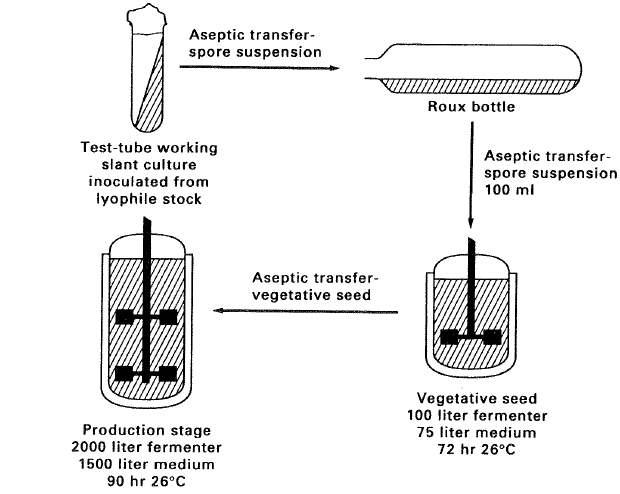 Aseptic transfer-
spore suspension
Roux bottle
Test-tube working
slant culture
inoculated from
lyophile stock
Aseptic transfer-
spore suspension
100 ml
Aseptic transfer-
vegetative seed
Vegetative seed
100 liter fermenter
75 liter medium
72 hr 26°C
Production stage
2000 liter fermenter
1500 liter medium
90 hr 26°C